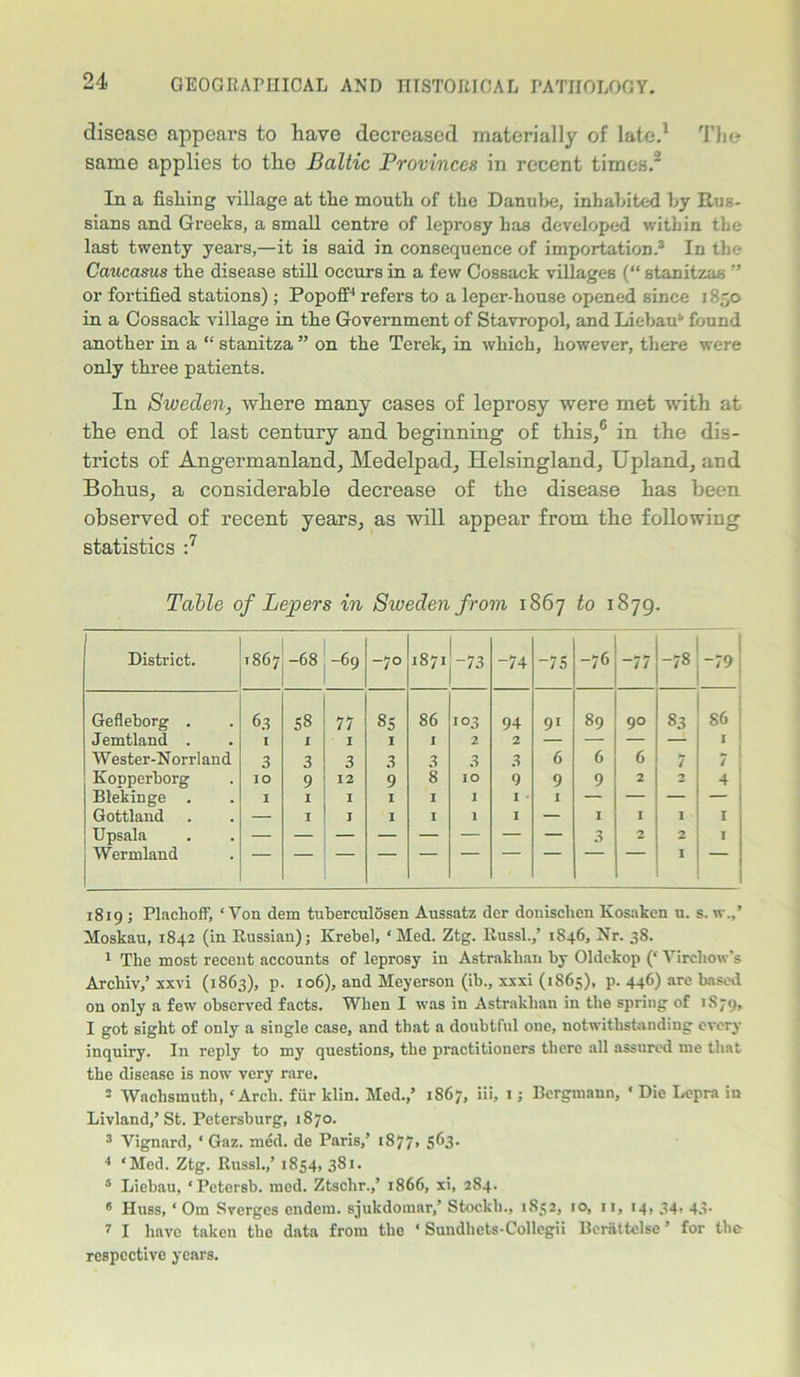 24 GEOGRAPHICAL AND HISTORICAL PATHOLOGY.
disease appears to have decreased materially of late.¹ The
same applies to the Baltic Provinces in recent times.²
In a fishing village at the mouth of the Danube, inhabited by Rus-
sians and Greeks, a small centre of leprosy has developed within the
last twenty years,—it is said in consequence of importation.³ In the
Caucasus the disease still occurs in a few Cossack villages (“ stanitzas ”
or fortified stations) ; Popoff⁴ refers to a leper-house opened since 1850
in a Cossack village in the Government of Stavropol, and Liebau⁵ found
another in a “ stanitza ” on the Terek, in which, however, there were
only three patients.
In Sweden, where many cases of leprosy were met with at
the end of last century and beginning of this,⁶ in the dis-
tricts of Angermanland, Medelpad, Helsingland, Upland, and
Bohus, a considerable decrease of the disease has been
observed of recent years, as will appear from the following
statistics :⁷
Table of Lepers in Sweden from 1867 to 1879.
District. 1867 -68 -69 -70 1871 -73 -74 -75 -76 -77 -78 -79
Gefleborg . 63 58 77 85 86 103 94 91 89 90 83 86
Jemtland . 1 1 1 1 1 2 2 — — — — 1
Wester-Norrland 3 3 3 3 3 3 3 6 6 6 7 7
Kopperborg . 10 9 12 9 8 10 9 9 9 2 2 4
Blekinge . . 1 1 1 1 1 1 1 1 — — — —
Gottland . . — 1 1 1 1 1 1 — 1 1 1 1
Upsala . . — — — — — — — — 3 2 2 1
Wermland . — — — — — — — — — — 1 —
1819 ; Plachoff, ‘Von dem tuberculösen Aussatz der donischen Kosaken u. s. w.,’
Moskau, 1842 (in Russian); Krebel, ‘Med. Ztg. Russl.,’ 1846, Nr. 38.
¹ The most recent accounts of leprosy in Astrakhan by Oldekop (‘ Virchow’s
Archiv,’ xxvi (1863), p. 106), and Meyerson (ib., xxxi (1865), p. 446) are based
on only a few observed facts. When I was in Astrakhan in the spring of 1879,
I got sight of only a single case, and that a doubtful one, notwithstanding every
inquiry. In reply to my questions, the practitioners there all assured me that
the disease is now very rare.
² Wachsmuth, ‘Arch. für klin. Med.,’ 1867, iii, 1 ; Bergmann, ‘ Die Lepra in
Livland,’ St. Petersburg, 1870.
³ Vignard, ‘ Gaz. méd. de Paris,’ 1877, 563.
⁴ ‘Med. Ztg. Russl.,’ 1854, 381.
⁵ Liebau, ‘Petersb. med. Ztschr.,’ 1866, xi, 284.
⁶ Huss, ‘ Om Sverges endem. sjukdomar,’ Stockh., 1852, 10, 11, 14, 34, 43.
⁷ I have taken the data from the ‘ Sundhets-Collegii Berättelse ’ for the
respective years.